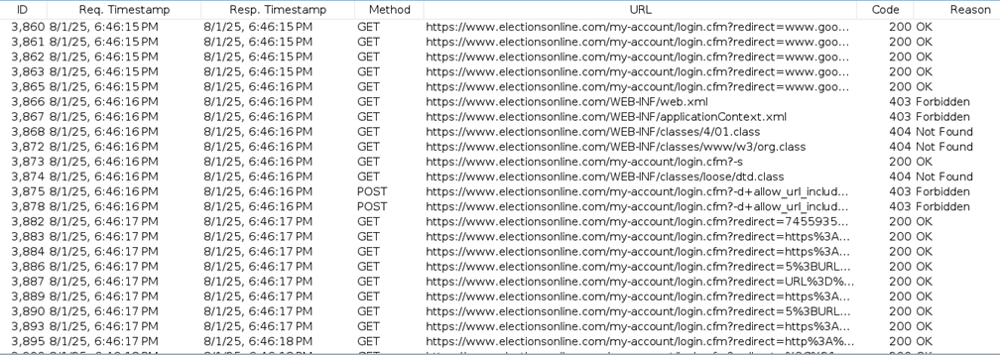 ID Req. Timestamp Resp. Timestamp Method URL Code Reason
3,860 8/1/25, 6:46:15 PM 8/1/25, 6:46:15 PM GET https://www.electionsonline.com/my-account/login.cfm?redirect=www.goo... 200 OK
3,861 8/1/25, 6:46:15 PM 8/1/25, 6:46:15 PM GET https://www.electionsonline.com/my-account/login.cfm?redirect=www.goo... 200 OK
3,862 8/1/25, 6:46:15 PM 8/1/25, 6:46:15 PM GET https://www.electionsonline.com/my-account/login.cfm?redirect=www.goo... 200 OK
3,863 8/1/25, 6:46:15 PM 8/1/25, 6:46:15 PM GET https://www.electionsonline.com/my-account/login.cfm?redirect=www.goo... 200 OK
3,865 8/1/25, 6:46:15 PM 8/1/25, 6:46:15 PM GET https://www.electionsonline.com/my-account/login.cfm?redirect=www.goo... 200 OK
3,866 8/1/25, 6:46:16 PM 8/1/25, 6:46:16 PM GET https://www.electionsonline.com/WEB-INF/web.xml 403 Forbidden
3,867 8/1/25, 6:46:16 PM 8/1/25, 6:46:16 PM GET https://www.electionsonline.com/WEB-INF/applicationContext.xml 403 Forbidden
3,868 8/1/25, 6:46:16 PM 8/1/25, 6:46:16 PM GET https://www.electionsonline.com/WEB-INF/classes/4/01.class 404 Not Found
3,872 8/1/25, 6:46:16 PM 8/1/25, 6:46:16 PM GET https://www.electionsonline.com/WEB-INF/classes/www/w3/org.class 404 Not Found
3,873 8/1/25, 6:46:16 PM 8/1/25, 6:46:16 PM GET https://www.electionsonline.com/my-account/login.cfm?-s 200 OK
3,874 8/1/25, 6:46:16 PM 8/1/25, 6:46:16 PM GET https://www.electionsonline.com/WEB-INF/classes/loose/dtd.class 404 Not Found
3,875 8/1/25, 6:46:16 PM 8/1/25, 6:46:16 PM POST https://www.electionsonline.com/my-account/login.cfm?-d+allow_url_includ... 403 Forbidden
3,878 8/1/25, 6:46:16 PM 8/1/25, 6:46:16 PM POST https://www.electionsonline.com/my-account/login.cfm?-d+allow_url_includ... 403 Forbidden
3,882 8/1/25, 6:46:17 PM 8/1/25, 6:46:17 PM GET https://www.electionsonline.com/my-account/login.cfm?redirect=7455935... 200 OK
3,883 8/1/25, 6:46:17 PM 8/1/25, 6:46:17 PM GET https://www.electionsonline.com/my-account/login.cfm?redirect=https%3A... 200 OK
3,884 8/1/25, 6:46:17 PM 8/1/25, 6:46:17 PM GET https://www.electionsonline.com/my-account/login.cfm?redirect=https%3A... 200 OK
3,886 8/1/25, 6:46:17 PM 8/1/25, 6:46:17 PM GET https://www.electionsonline.com/my-account/login.cfm?redirect=5%3BURL... 200 OK
3,887 8/1/25, 6:46:17 PM 8/1/25, 6:46:17 PM GET https://www.electionsonline.com/my-account/login.cfm?redirect=URL%3D%... 200 OK
3,889 8/1/25, 6:46:17 PM 8/1/25, 6:46:17 PM GET https://www.electionsonline.com/my-account/login.cfm?redirect=https%3A... 200 OK
3,890 8/1/25, 6:46:17 PM 8/1/25, 6:46:17 PM GET https://www.electionsonline.com/my-account/login.cfm?redirect=5%3BURL... 200 OK
3,893 8/1/25, 6:46:17 PM 8/1/25, 6:46:17 PM GET https://www.electionsonline.com/my-account/login.cfm?redirect=https%3A... 200 OK
3,895 8/1/25, 6:46:17 PM 8/1/25, 6:46:18 PM GET https://www.electionsonline.com/my-account/login.cfm?redirect=http%3A%... 200 OK